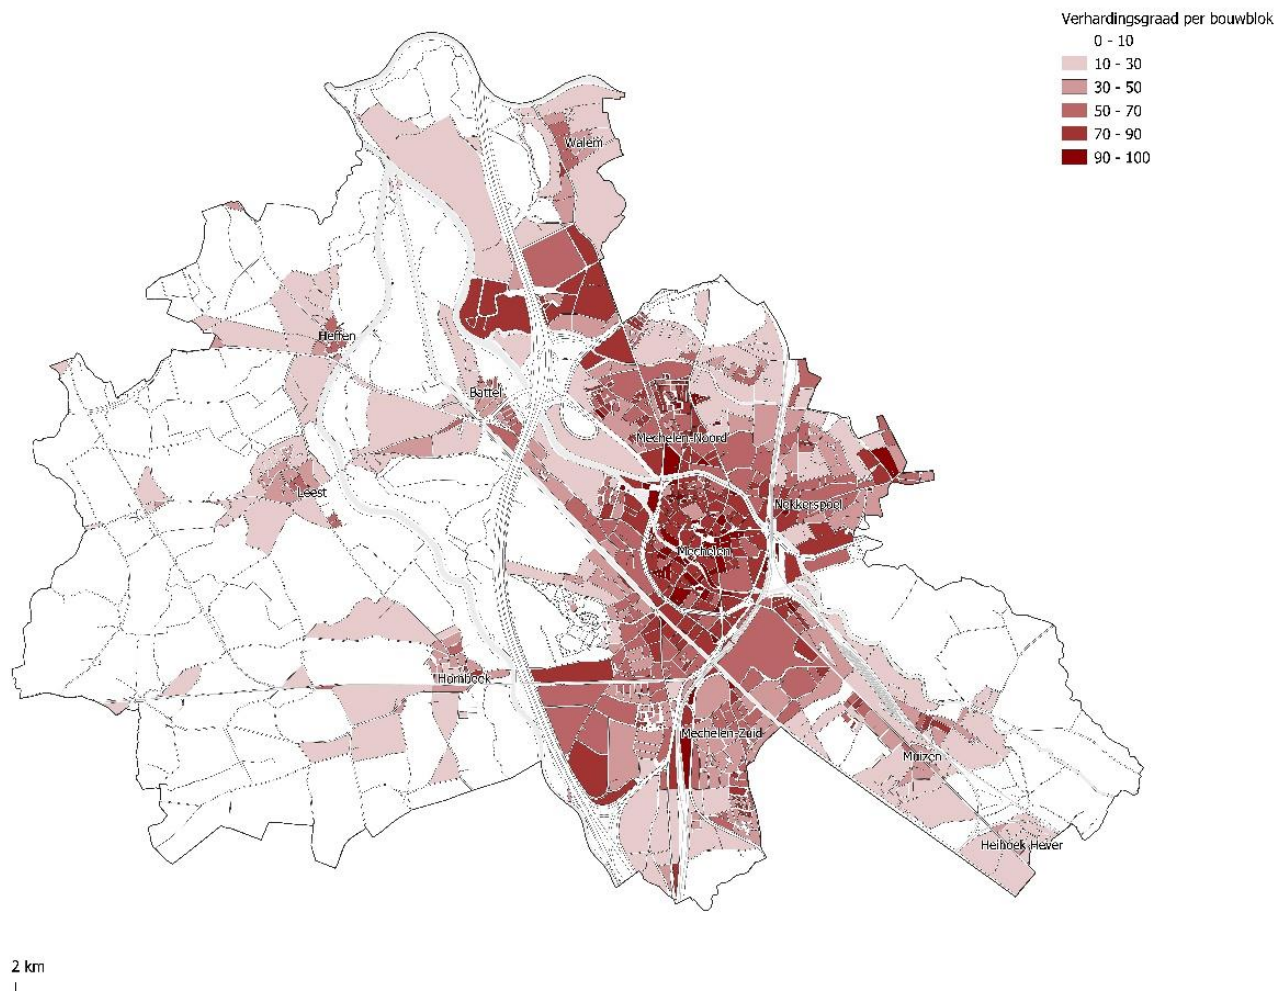 Verhardingsgraad per bouwblok
0 - 10
10 - 30
30 - 50
50 - 70
70 - 90
90 - 100
Walem
Heffen
Battel
Mechelen-Noord
Leest
Nekkerspoel
Mechelen
Hombeek
Mechelen-Zuid
Muizen
Heihoek-Hever
2 km